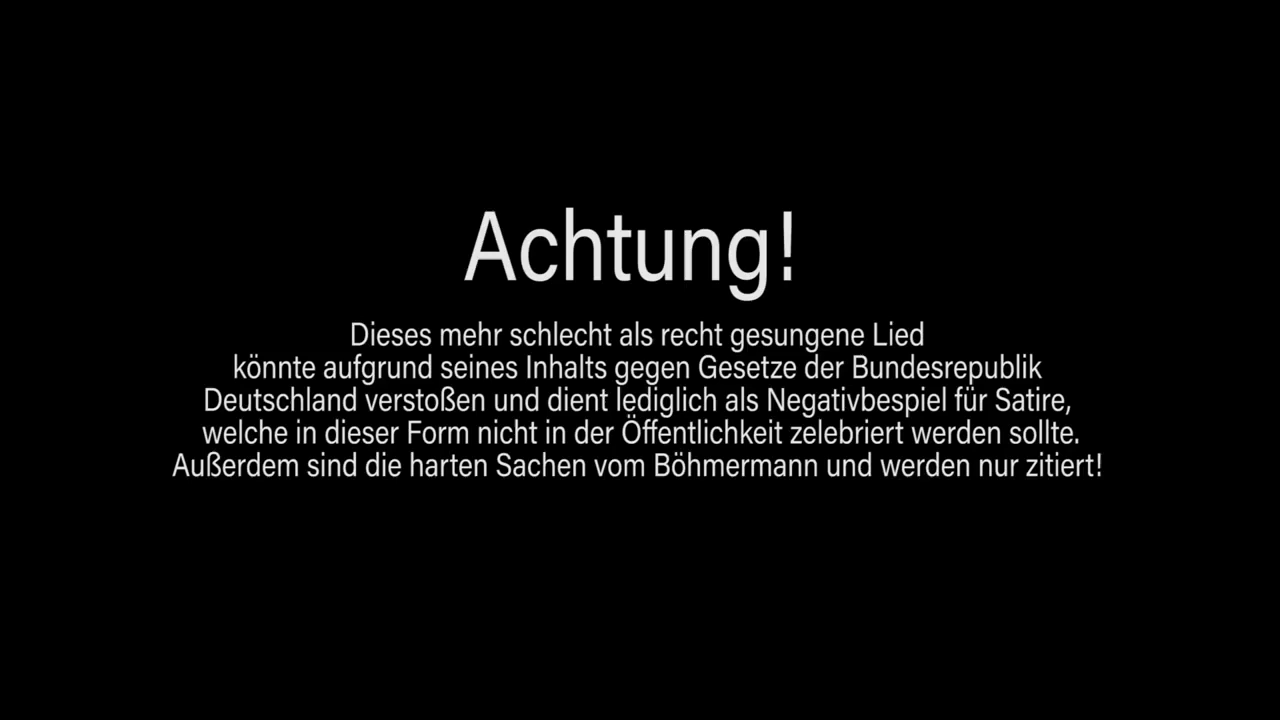 Achtung!
Dieses mehr schlecht als recht gesungene Lied
könnte aufgrund seines Inhalts gegen Gesetze der Bundesrepublik
Deutschland verstoßen und dient lediglich als Negativbespiel für Satire,
welche in dieser Form nicht in der Öffentlichkeit zelebriert werden sollte.
Außerdem sind die harten Sachen vom Böhmermann und werden nur zitiert!